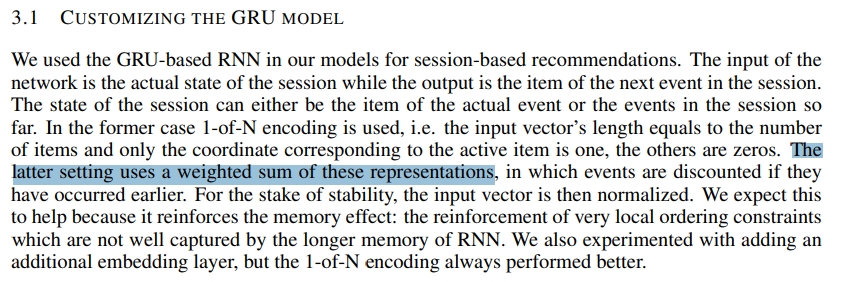 3.1 CUSTOMIZING THE GRU MODEL
We used the GRU-based RNN in our models for session-based recommendations. The input of the
network is the actual state of the session while the output is the item of the next event in the session.
The state of the session can either be the item of the actual event or the events in the session so
far. In the former case 1-of-N encoding is used, i.e. the input vector's length equals to the number
of items and only the coordinate corresponding to the active item is one, the others are zeros. The
latter setting uses a weighted sum of these representations, in which events are discounted if they
have occurred earlier. For the stake of stability, the input vector is then normalized. We expect this
to help because it reinforces the memory effect: the reinforcement of very local ordering constraints
which are not well captured by the longer memory of RNN. We also experimented with adding an
additional embedding layer, but the 1-of-N encoding always performed better.